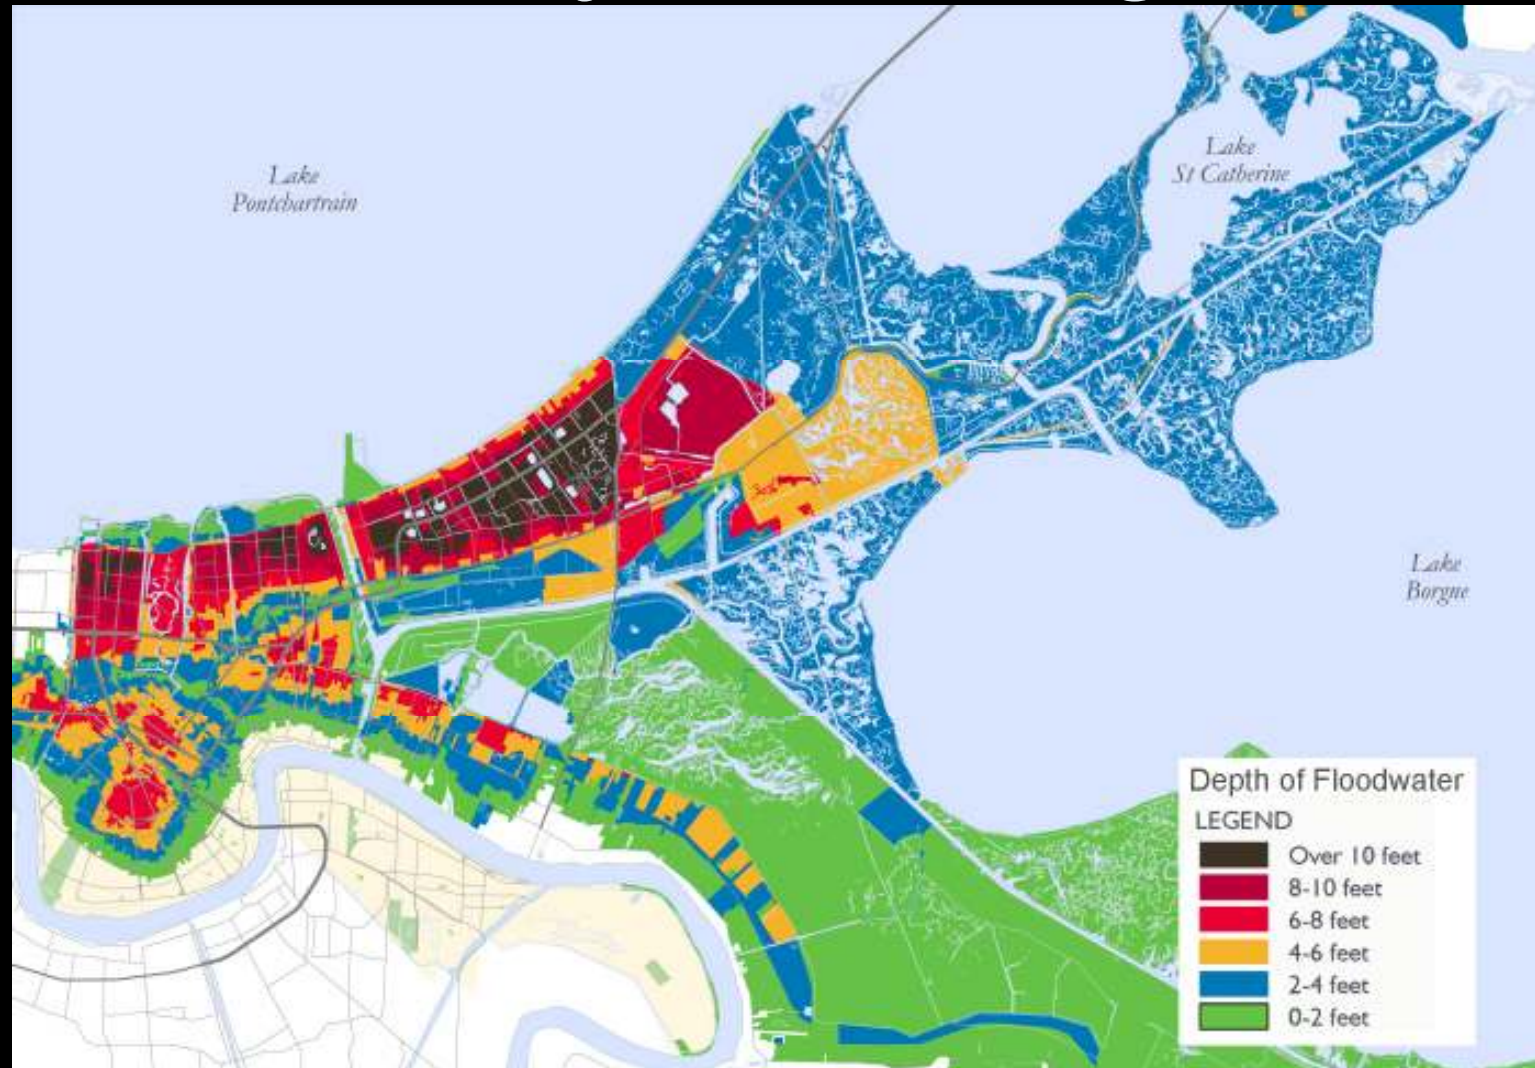 Lake
Pontchartrain
Lake
St Catherine
Lake
Borgne
Depth of Floodwater
LEGEND
Over 10 feet
8-10 feet
6-8 feet
4-6 feet
2-4 feet
0-2 feet